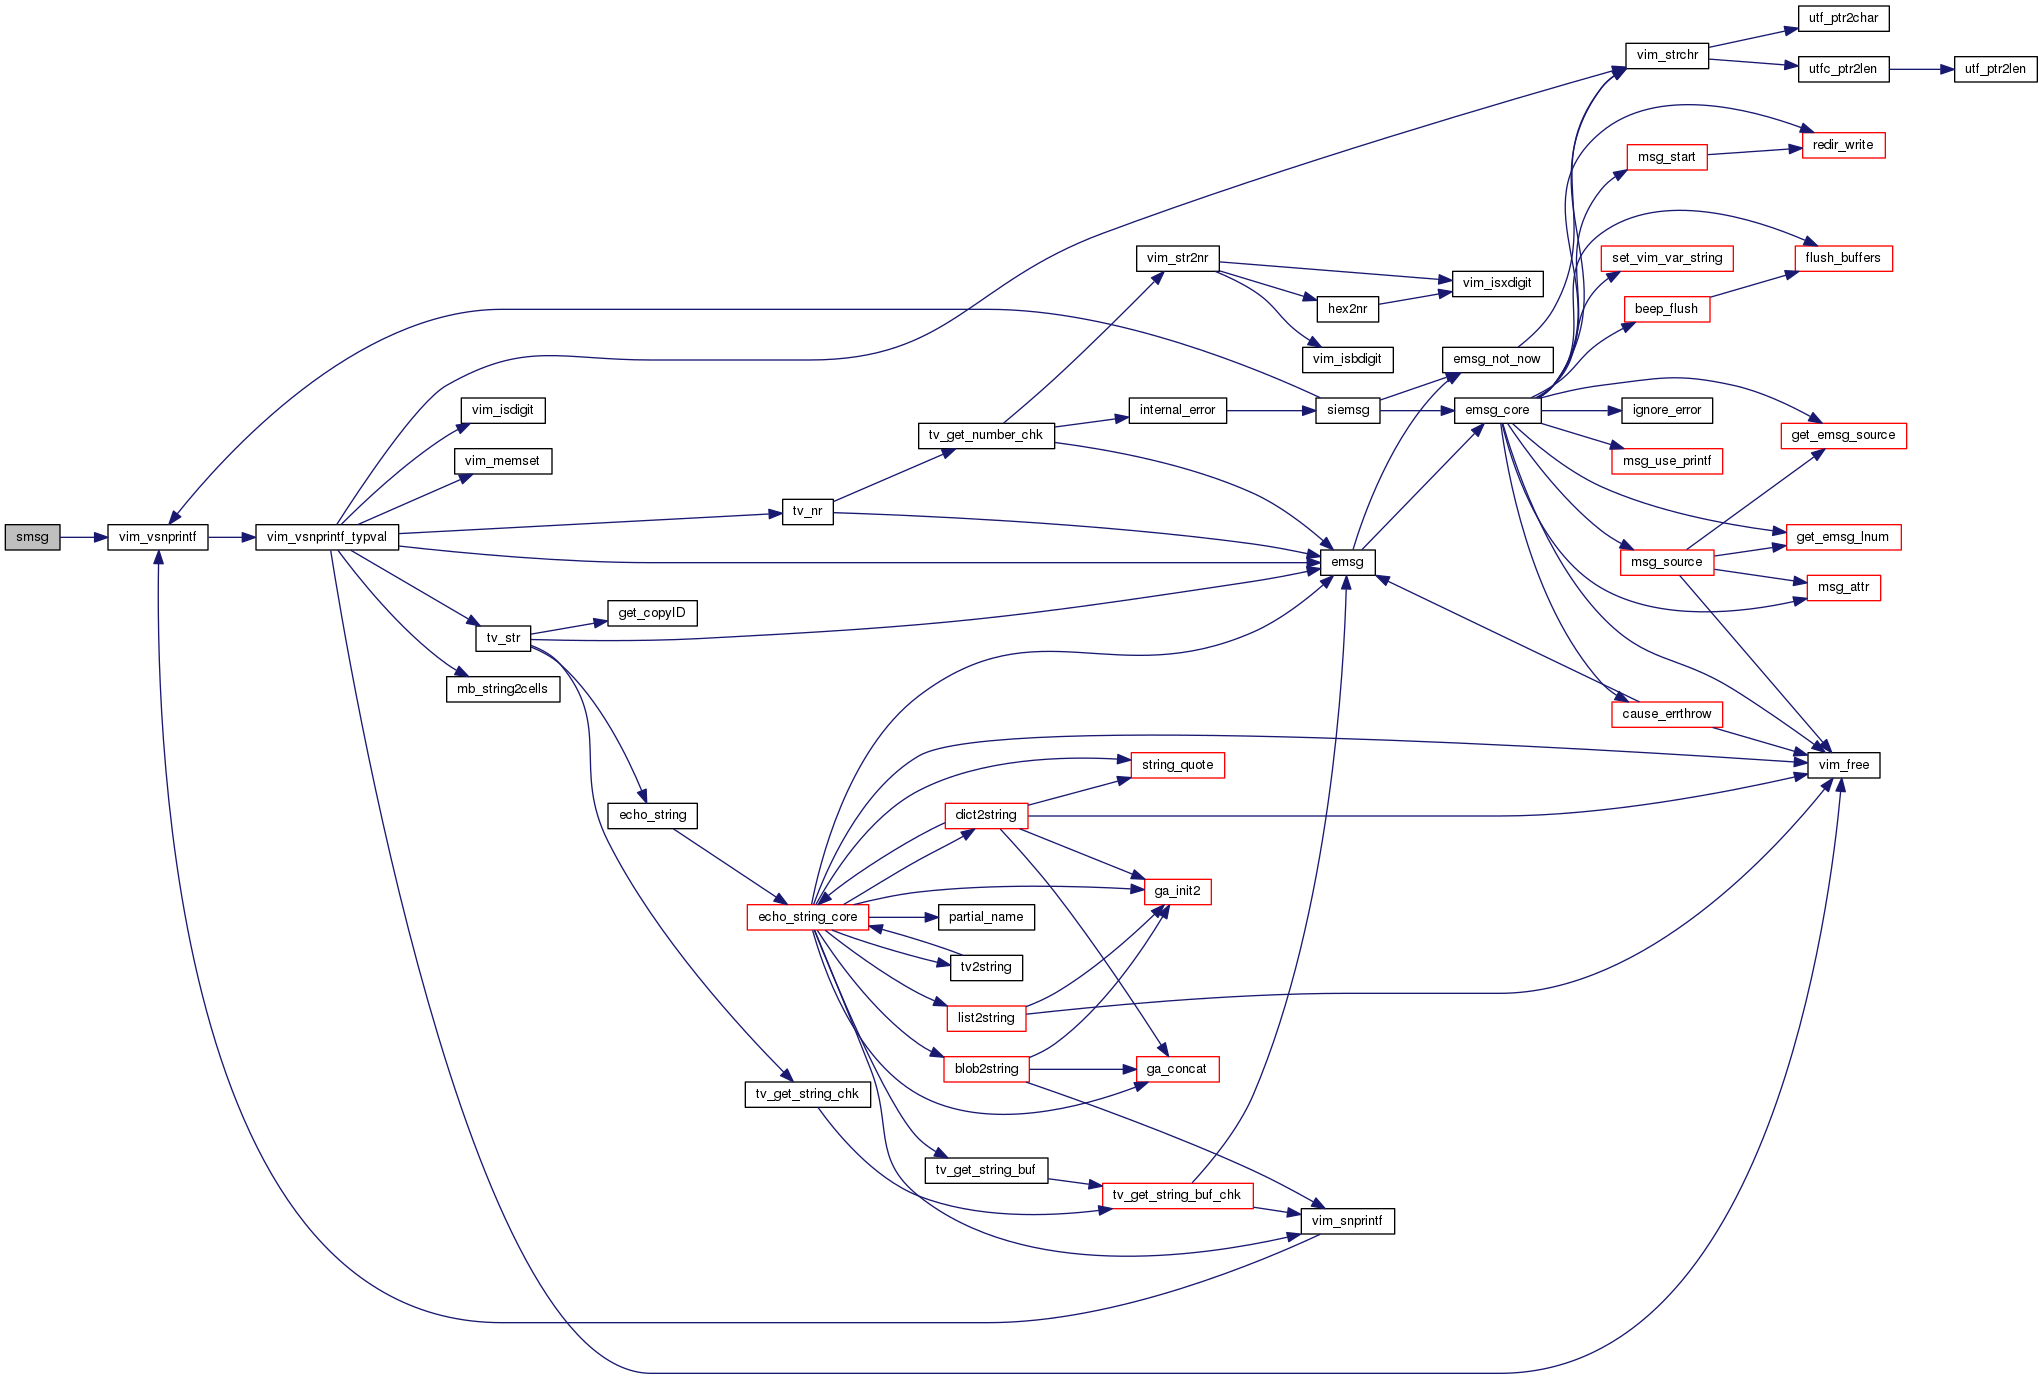 utf_ptr2char
vim_strchr
utfc_ptr2len
utf_ptr2len
redir_write
msg_start
vim_str2nr
set_vim_var_string
flush_buffers
vim_isxdigit
hex2nr
beep_flush
vim_isbdigit
emsg_not_now
vim_isdigit
internal_error
siemsg
emsg_core
ignore_error
tv_get_number_chk
get_emsg_source
vim_memset
msg_use_printf
tv_nr
smsg
vim_vsnprintf
vim_vsnprintf_typval
get_emsg_lnum
emsg
msg_source
msg_attr
get_copyID
tv_str
mb_string2cells
cause_errthrow
string_quote
vim_free
echo_string
dict2string
ga_init2
echo_string_core
partial_name
tv2string
list2string
blob2string
ga_concat
tv_get_string_chk
tv_get_string_buf
tv_get_string_buf_chk
vim_snprintf